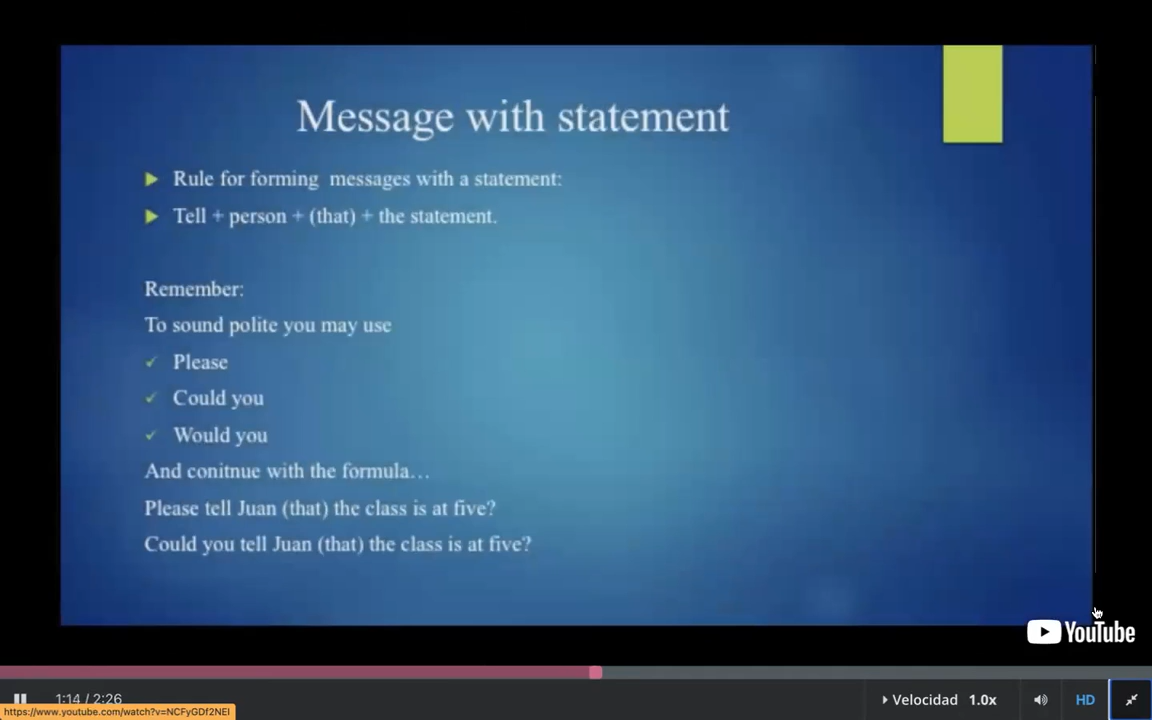 Message with statement
Rule for forming messages with a statement:
Tell + person + (that) + the statement.
Remember:
To sound polite you may use
Please
Could you
Would you
And conitnue with the formula...
Please tell Juan (that) the class is at five?
Could you tell Juan (that) the class is at five?
YouTube
1:14 / 2:26
Velocidad 1.0x
HD
https://www.youtube.com/watch?v=NCFyGDf2NEI